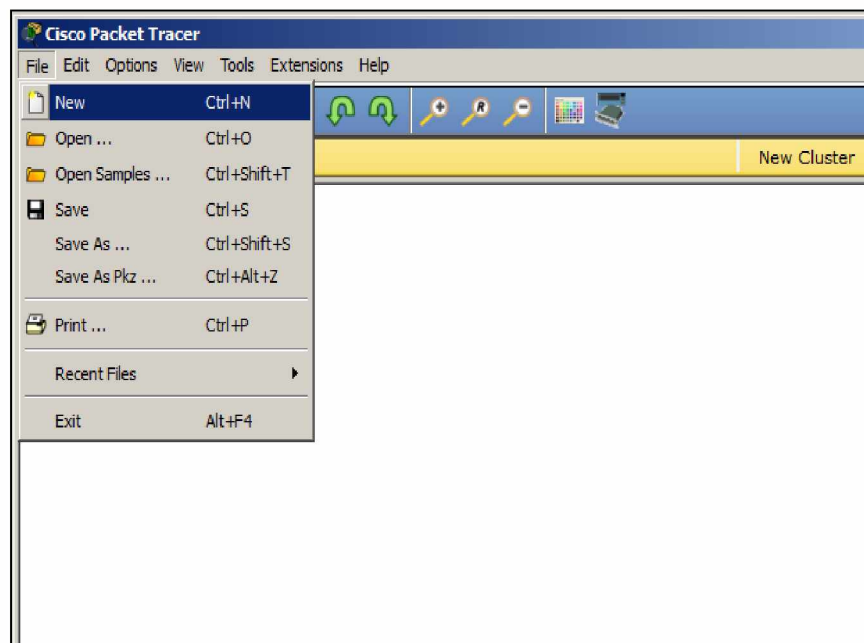 Cisco Packet Tracer
File Edit Options View Tools Extensions Help
New Ctrl+N
Open ... Ctrl+O
Open Samples ... Ctrl+Shift+T
Save Ctrl+S
Save As ... Ctrl+Shift+S
Save As Pkz ... Ctrl+Alt+Z
Print ... Ctrl+P
Recent Files
Exit Alt+F4
R
New Cluster